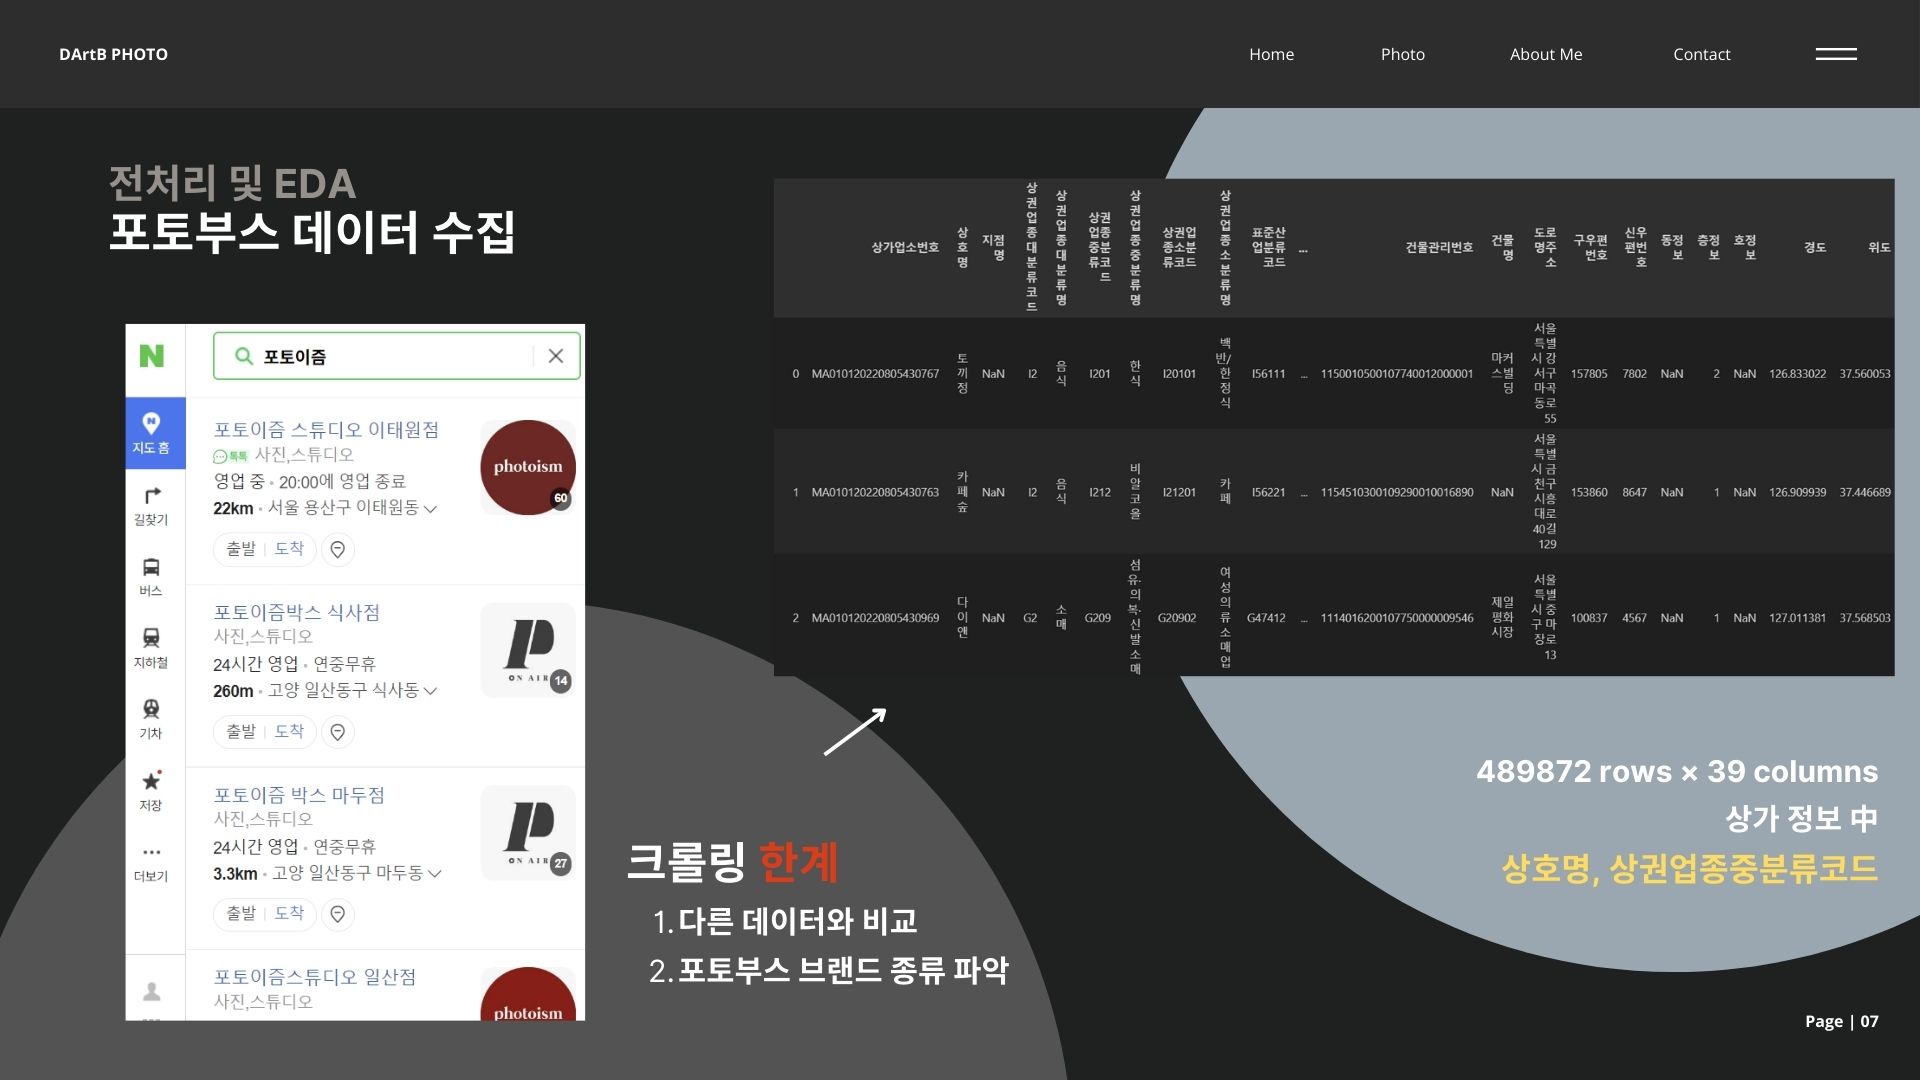 DArtB PHOTO
Home
Photo
About Me
Contact
전처리 및 EDA
포토부스 데이터 수집
N
포토이즘
지도 홈
길찾기
버스
지하철
기차
저장
더보기
포토이즘 스튜디오 이태원점
톡톡 사진,스튜디오
영업 중 • 20:00에 영업 종료
22km • 서울 용산구 이태원동
출발 | 도착
photoism
60
포토이즘박스 식사점
사진,스튜디오
24시간 영업 • 연중무휴
260m • 고양 일산동구 식사동
출발 | 도착
P
ON AIR
14
포토이즘 박스 마두점
사진,스튜디오
24시간 영업 • 연중무휴
3.3km • 고양 일산동구 마두동
출발 | 도착
P
ON AIR
27
포토이즘스튜디오 일산점
사진,스튜디오
photoism
상가업소번호 상호명 지점명 상권업종대분류코드 상권업종대분류명 상권업종중분류코드 상권업종중분류명 상권업종소분류코드 상권업종소분류명 표준산업분류코드 ... 건물관리번호 건물명 도로명주소 구우편번호 신우편번호 동정보 층정보 호정보 경도 위도
0 MA010120220805430767 토끼정 NaN I2 음식 I201 한식 I20101 백반/한정식 I56111 ... 1150010500107740012000001 마커스빌딩 서울특별시 강서구 마곡동로 55 157805 7802 NaN 2 NaN 126.833022 37.560053
1 MA010120220805430763 카페숲 NaN I2 음식 I212 비알코올 I21201 카페 I56221 ... 1154510300109290010016890 NaN 서울특별시 금천구 시흥대로 40길 129 153860 8647 NaN 1 NaN 126.909939 37.446689
2 MA010120220805430969 다이앤 NaN G2 소매 G209 섬유·의복·신발 소매 G20902 여성의류 소매업 G47412 ... 1114016200107750000009546 제일평화시장 서울특별시 중구 마장로 13 100837 4567 NaN 1 NaN 127.011381 37.568503
크롤링 한계
1. 다른 데이터와 비교
2. 포토부스 브랜드 종류 파악
489872 rows × 39 columns
상가 정보 中
상호명, 상권업종중분류코드
Page | 07